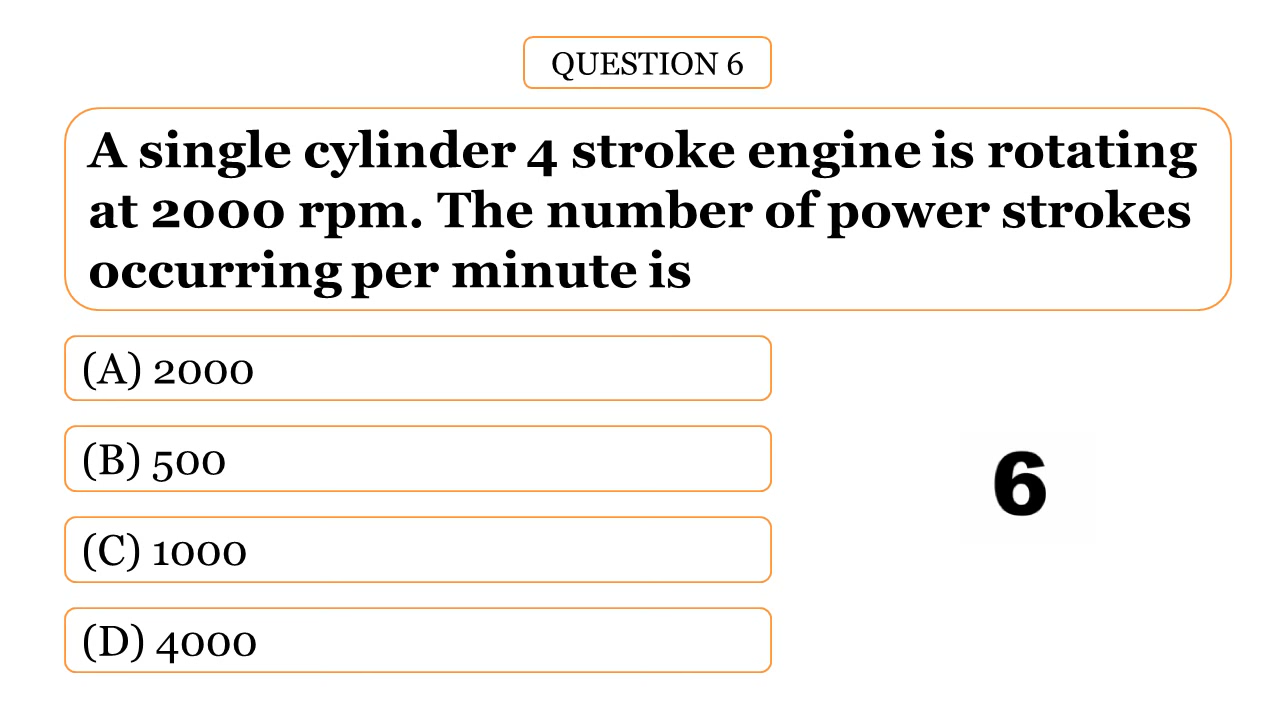 QUESTION 6
A single cylinder 4 stroke engine is rotating
at 2000 rpm. The number of power strokes
occurring per minute is
(A) 2000
(B) 500
(C) 1000
(D) 4000
6